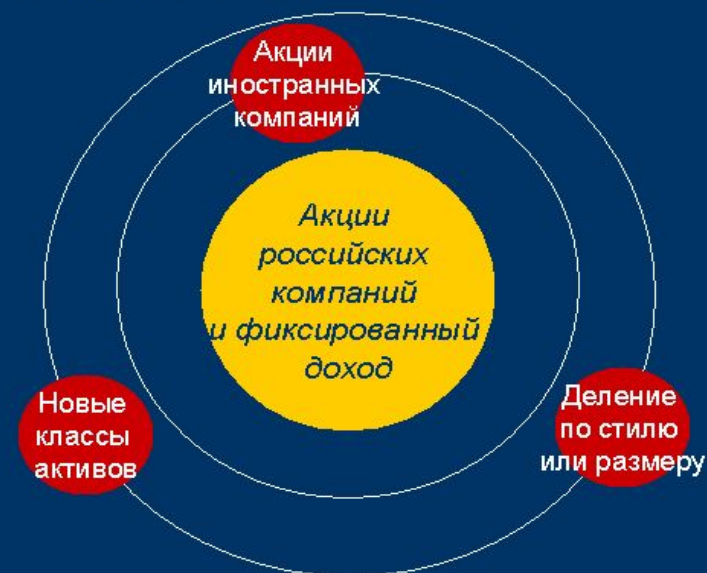 Акции
иностранных
компаний
Акции
российских
компаний
и фиксированный
доход
Новые
классы
активов
Деление
по стилю
или размеру